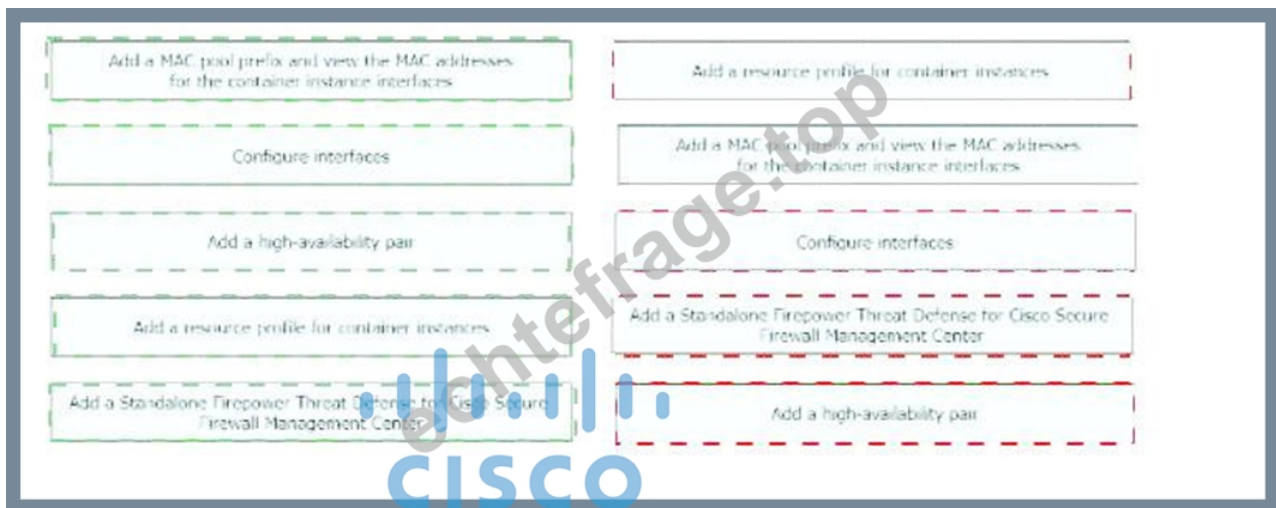 Add a MAC pool prefix and view the MAC addresses
for the container instance interfaces
Configure interfaces
Add a high-availability pair
Add a resource profile for container instances
Add a Standalone Firepower Threat Defense for Cisco Secure
Firewall Management Center
Add a resource profile for container instances
Add a MAC pool prefix and view the MAC addresses
for the container instance interfaces
Configure interfaces
Add a Standalone Firepower Threat Defense for Cisco Secure
Firewall Management Center
Add a high-availability pair
echtefrage.top
CISCO